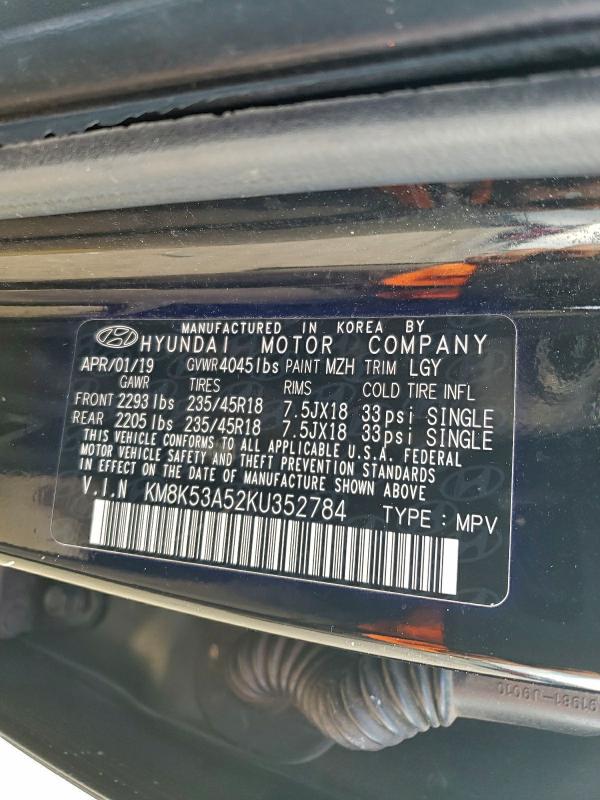 MANUFACTURED IN KOREA BY
HYUNDAI MOTOR COMPANY
APR/01/19 GVWR 4045lbs PAINT MZH TRIM LGY
GAWR TIRES RIMS COLD TIRE INFL
FRONT 2293 lbs 235/45R18 7.5JX18 33psi SINGLE
REAR 2205 lbs 235/45R18 7.5JX18 33psi SINGLE
THIS VEHICLE CONFORMS TO ALL APPLICABLE U.S.A. FEDERAL
MOTOR VEHICLE SAFETY AND THEFT PREVENTION STANDARDS
IN EFFECT ON THE DATE OF MANUFACTURE SHOWN ABOVE
V.I.N KM8K53A52KU352784 TYPE : MPV
91981-J9010